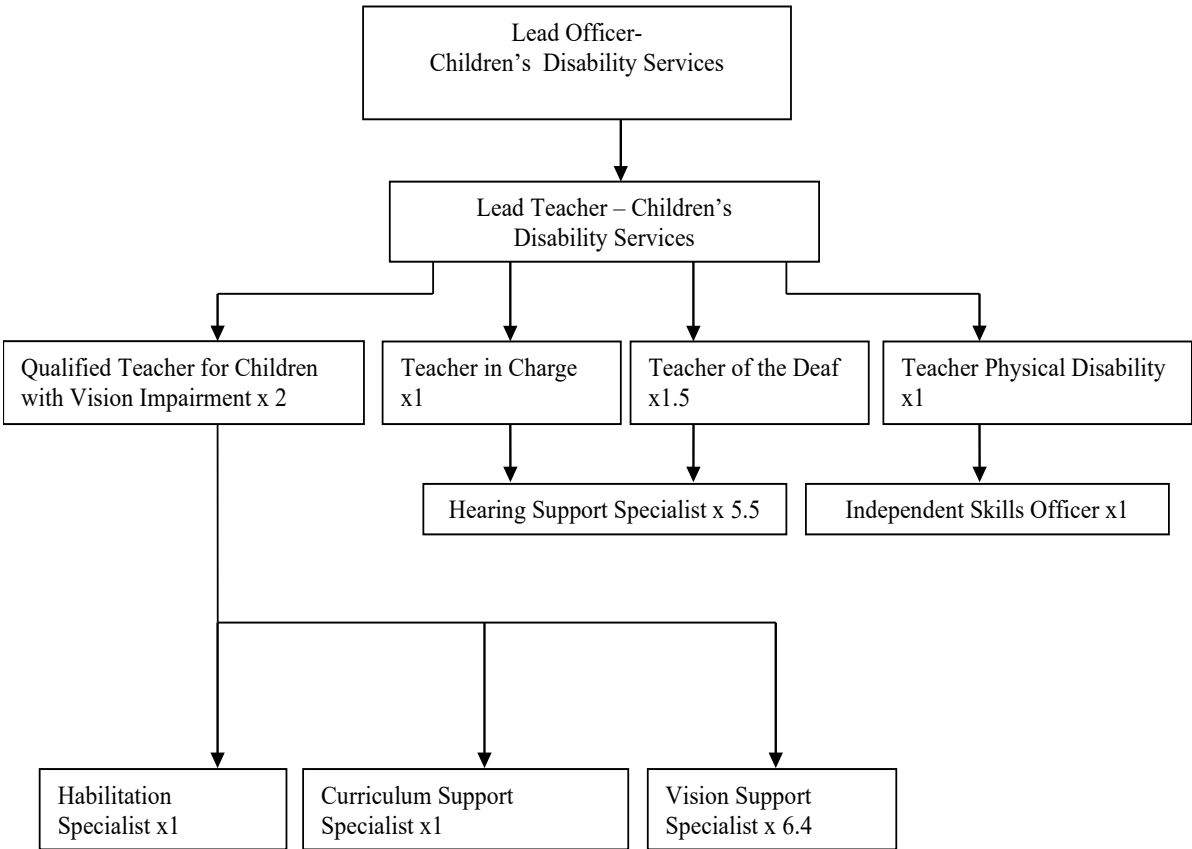 Lead Officer-
Children’s  Disability Services
Lead Teacher – Children’s
Disability Services
Qualified Teacher for Children
with Vision Impairment x 2
Teacher in Charge
x1
Teacher of the Deaf
x1.5
Teacher Physical Disability
x1
Hearing Support Specialist x 5.5
Independent Skills Officer x1
Habilitation
Specialist x1
Curriculum Support
Specialist x1
Vision Support
Specialist x 6.4